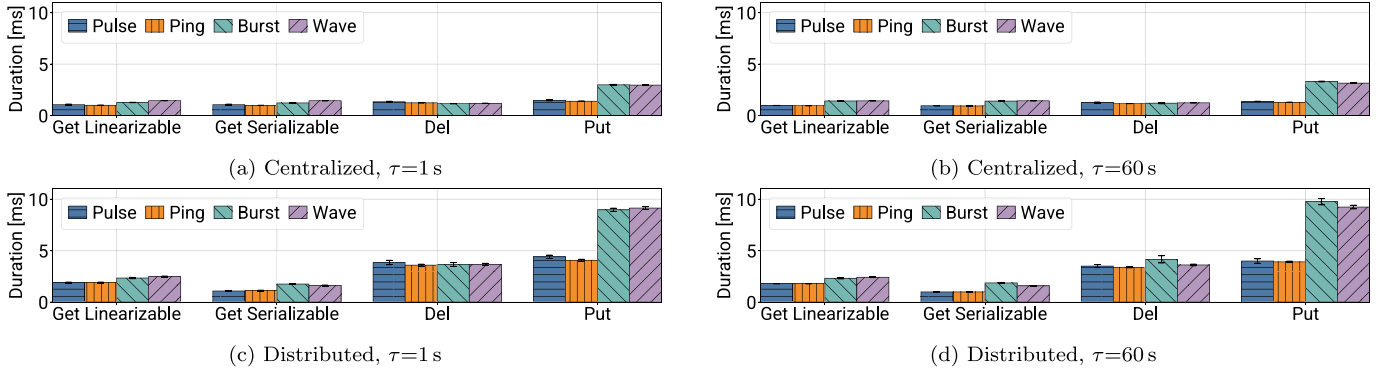 Duration [ms]
10
5
0
Pulse Ping Burst Wave
Get Linearizable Get Serializable Del Put
(a) Centralized, τ=1 s
Duration [ms]
10
5
0
Pulse Ping Burst Wave
Get Linearizable Get Serializable Del Put
(b) Centralized, τ=60 s
Duration [ms]
10
5
0
Pulse Ping Burst Wave
Get Linearizable Get Serializable Del Put
(c) Distributed, τ=1 s
Duration [ms]
10
5
0
Pulse Ping Burst Wave
Get Linearizable Get Serializable Del Put
(d) Distributed, τ=60 s